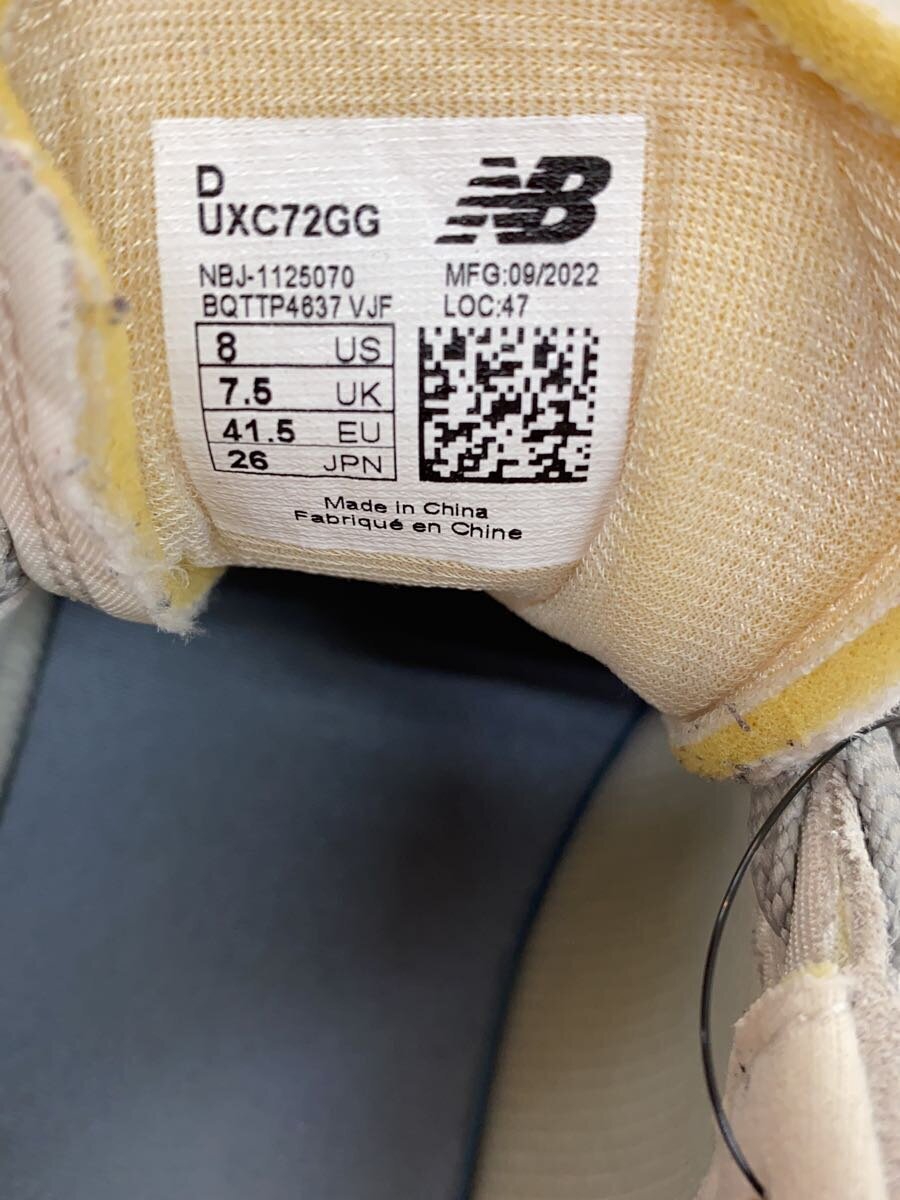 D
UXC72GG
NB
NBJ-1125070
MFG:09/2022
BQTTP4637 VJF
LOC:47
8 US
7.5 UK
41.5 EU
26 JPN
Made in China
Fabriqué en Chine